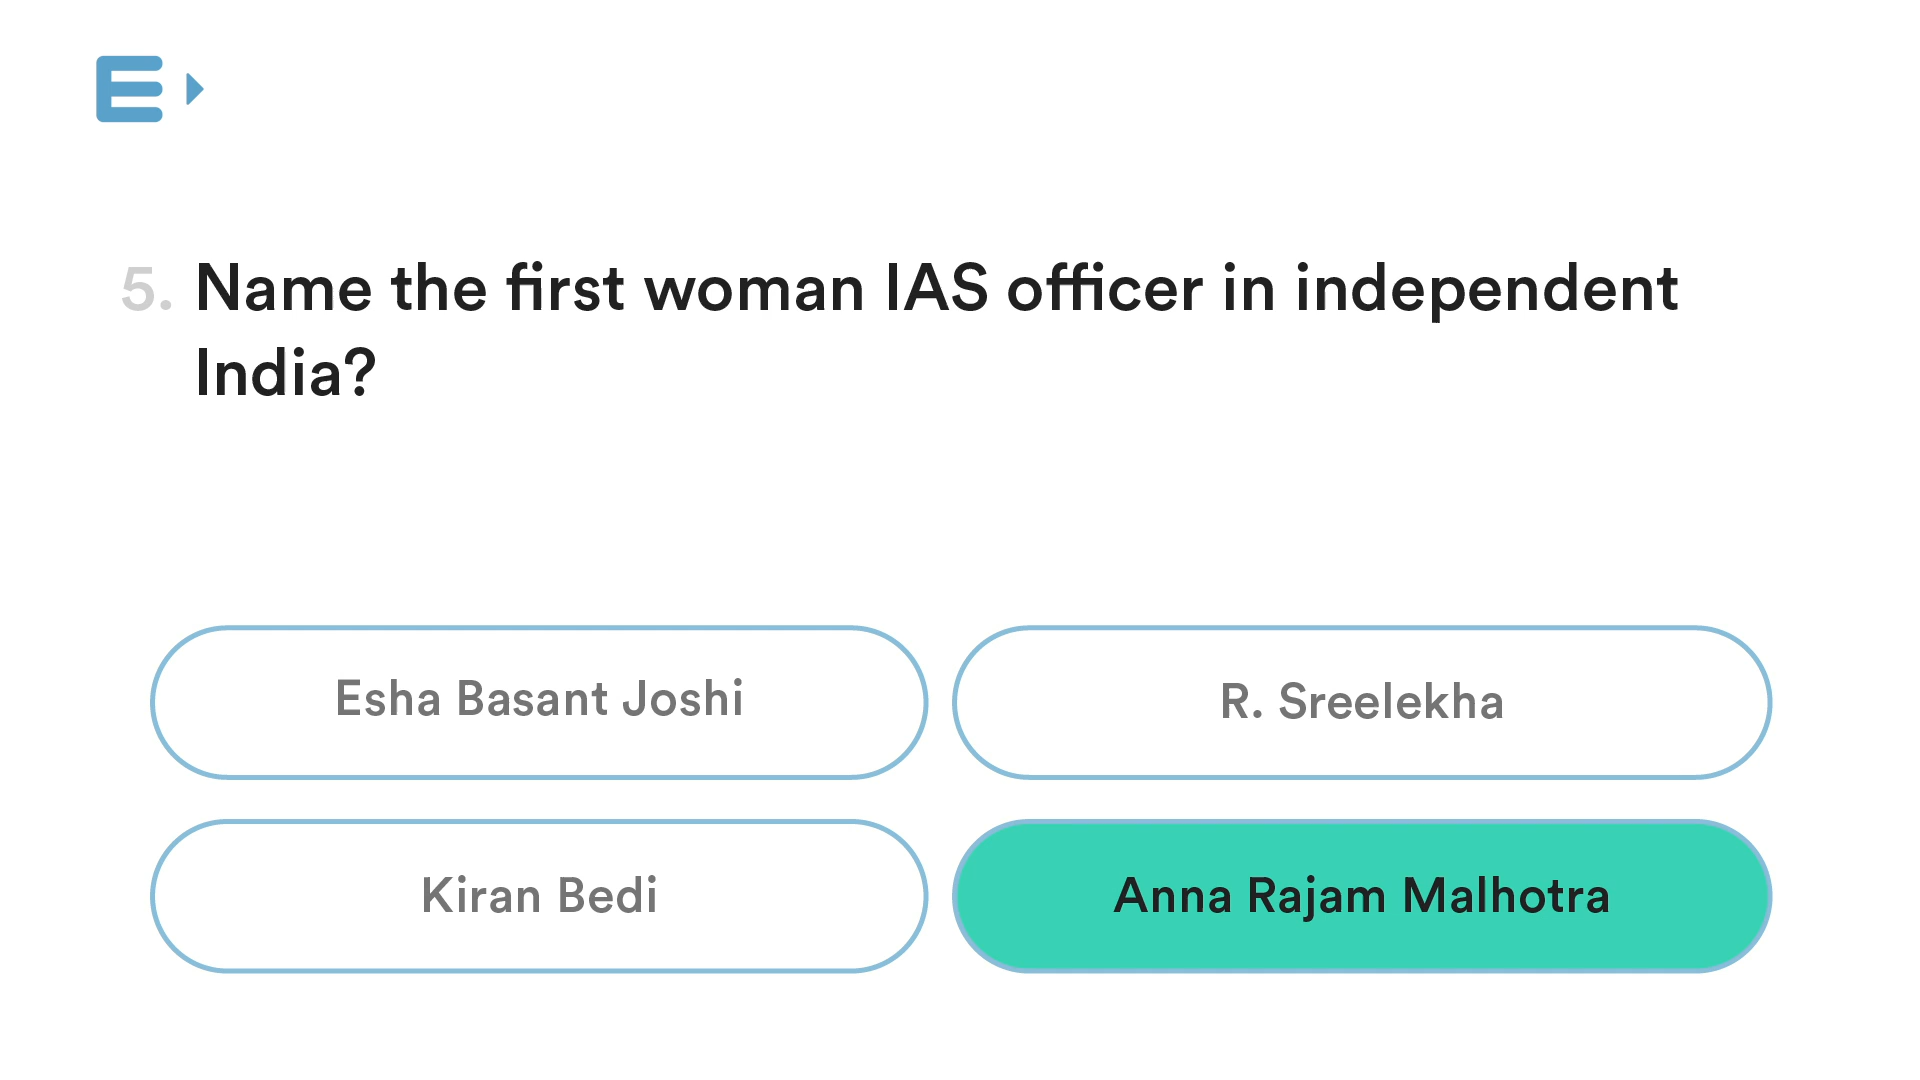 E
5. Name the first woman IAS officer in independent
India?
Esha Basant Joshi
R. Sreelekha
Kiran Bedi
Anna Rajam Malhotra